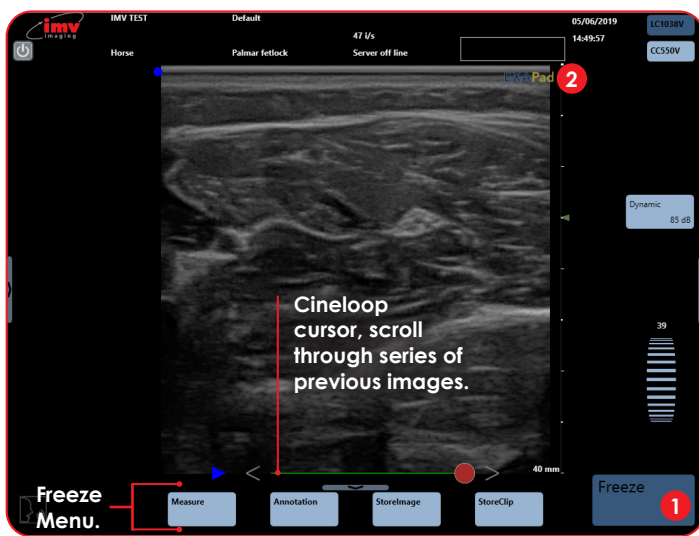 imv
imaging
IMV TEST
Default
47 i/s
05/06/2019
14:49:57
LC1038V
Horse
Palmar fetlock
Server off line
CC550V
EXAPad
2
Dynamic
85 dB
39
Cineloop
cursor, scroll
through series of
previous images.
< >
40 mm
Freeze
Menu.
Measure
Annotation
StoreImage
StoreClip
Freeze
1